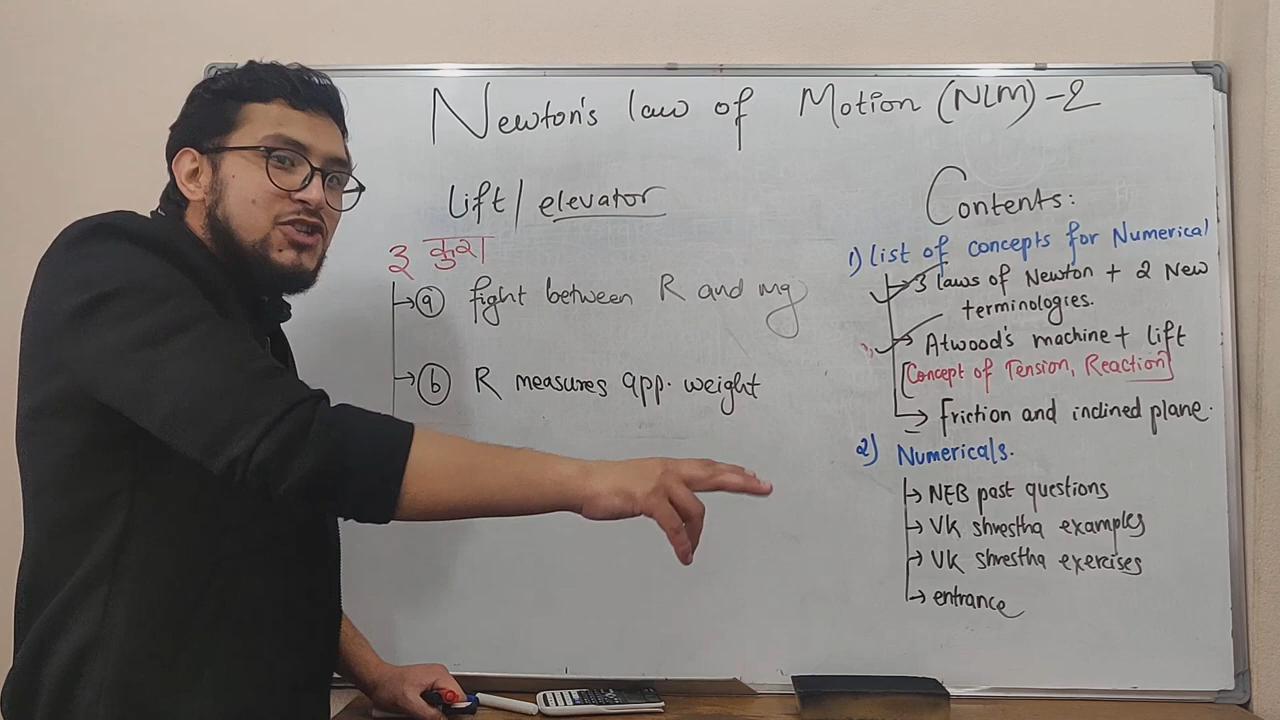 Newton's law of Motion (NLM)-2
lift/elevator
३ कुरा
a fight between R and mg
b R measures app. weight
Contents:
1) list of concepts for Numerical
3 laws of Newton + 2 New
terminologies.
Atwood's machine + lift
[Concept of Tension, Reaction]
Friction and inclined plane.
2) Numericals.
NEB past questions
VK shrestha examples
VK shrestha exercises
entrance